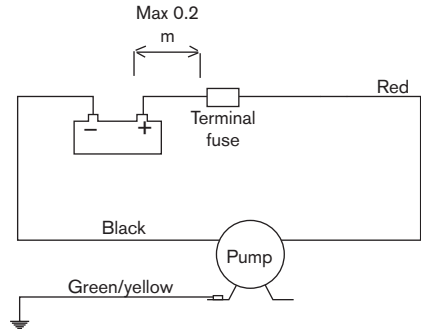 Max 0.2
m
Red
− +
Terminal
fuse
Black
Pump
Green/yellow